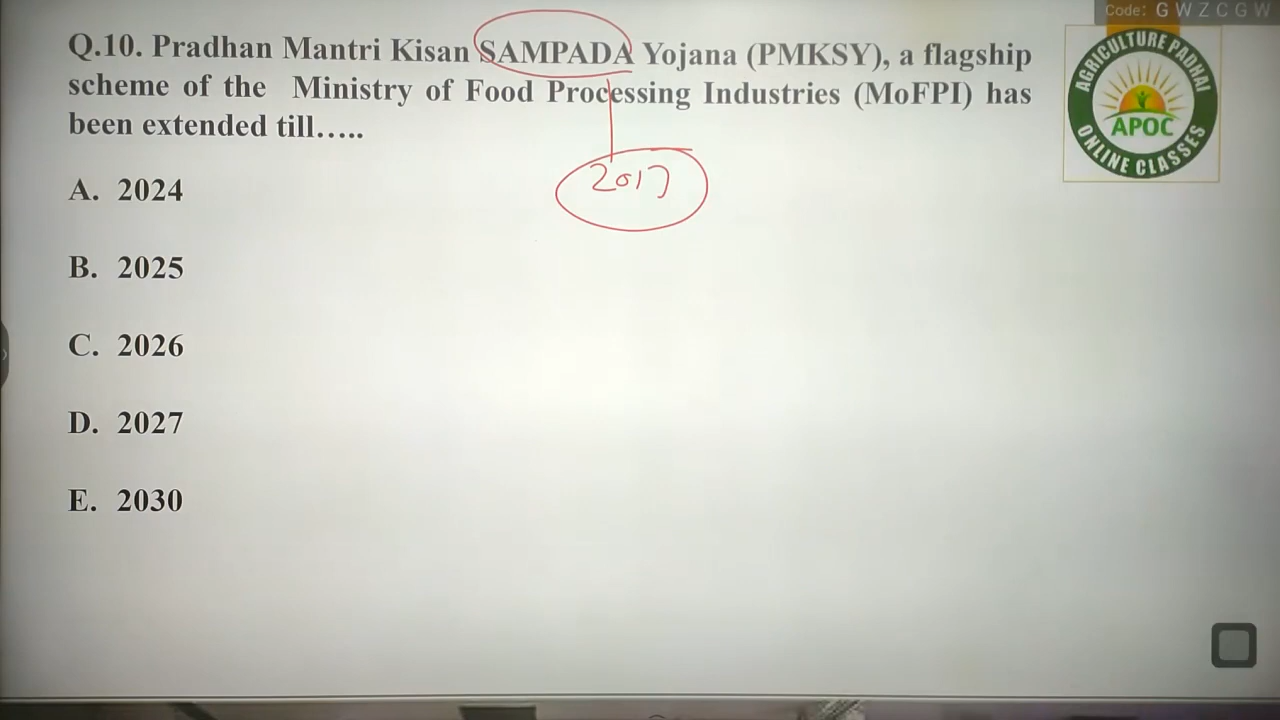 Code: G W Z C G W
Q.10. Pradhan Mantri Kisan SAMPADA Yojana (PMKSY), a flagship
scheme of the Ministry of Food Processing Industries (MoFPI) has
been extended till…..
2017
A. 2024
B. 2025
C. 2026
D. 2027
E. 2030
AGRICULTURE PADHAI
APOC
ONLINE CLASSES